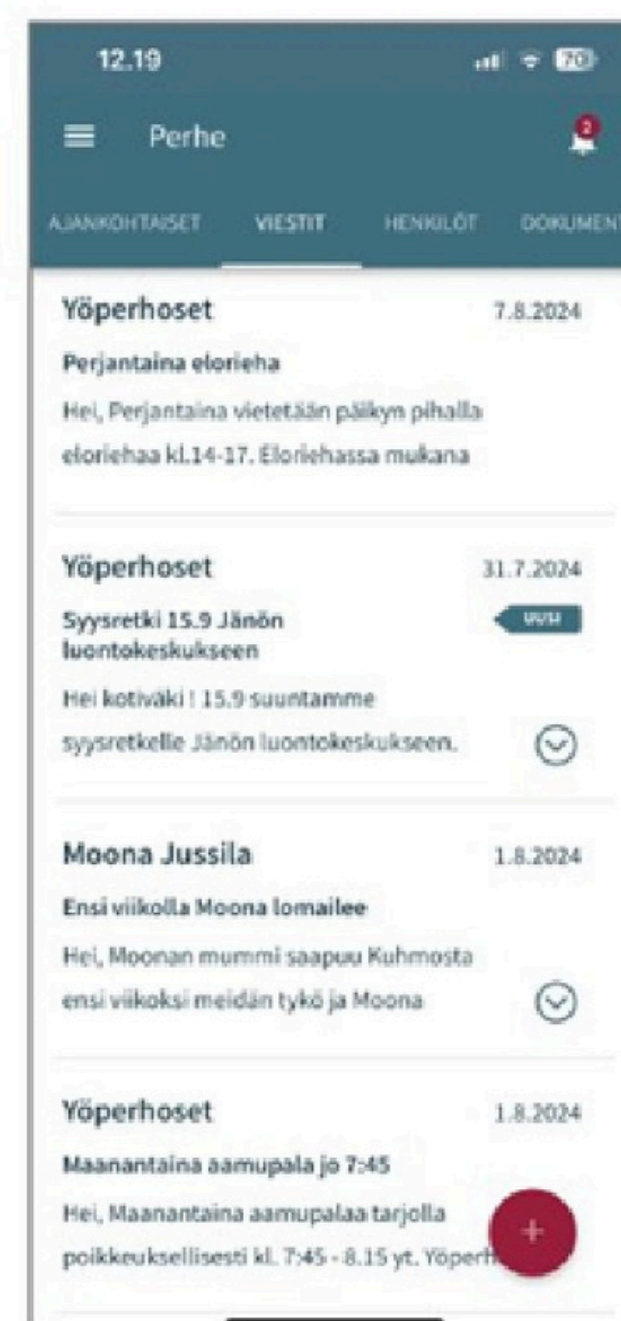 12.19
70
Perhe
2
AJANKOHTAISET VIESTIT HENKILÖT DOKUMENT
Yöperhoset 7.8.2024
Perjantaina elorieha
Hei, Perjantaina vietetään päikyn pihalla
eloriehaa kl.14-17. Eloriehassa mukana
Yöperhoset 31.7.2024
Syysretki 15.9 Jänön UUSI
luontokeskukseen
Hei kotiväki ! 15.9 suuntamme
syysretkelle Jänön luontokeskukseen.
Moona Jussila 1.8.2024
Ensi viikolla Moona lomailee
Hei, Moonan mummi saapuu Kuhmosta
ensi viikoksi meidän tykö ja Moona
Yöperhoset 1.8.2024
Maanantaina aamupala jo 7:45
Hei, Maanantaina aamupalaa tarjolla
poikkeuksellisesti kl. 7:45 - 8.15 yt. Yöperh
+